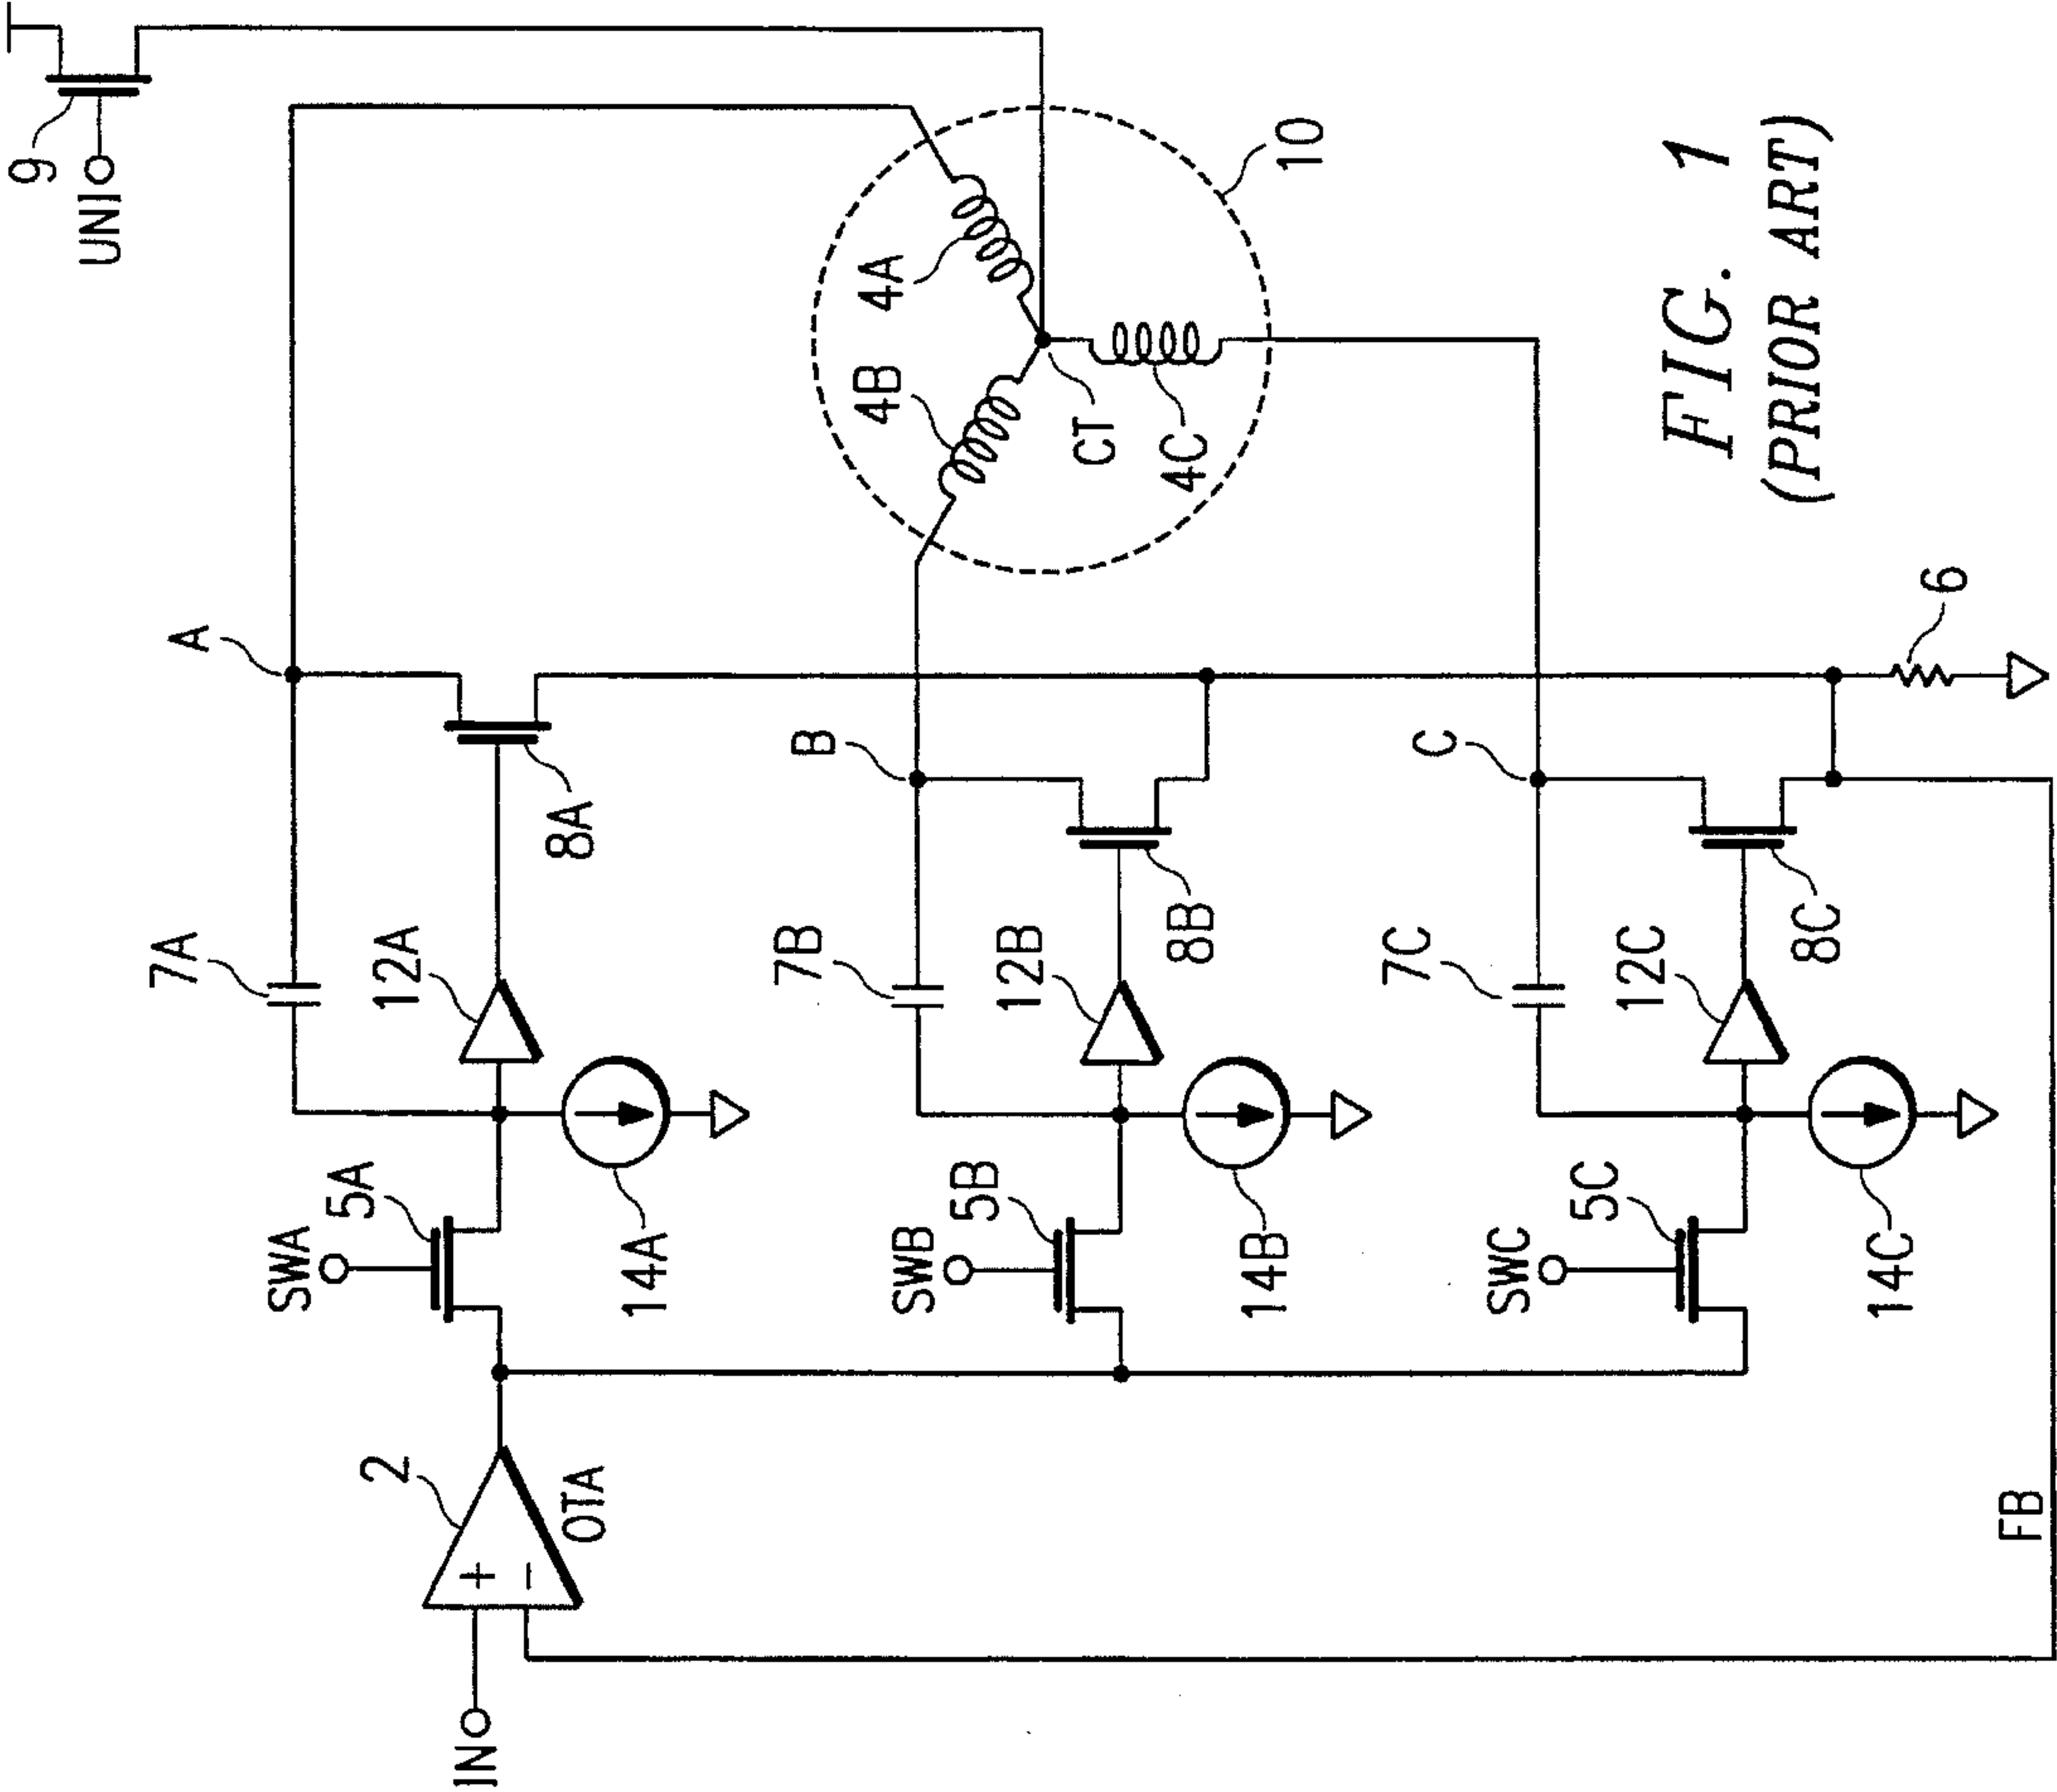 9
UNI
A
7A
12A
8A
SWA
5A
14A
2
+
−
OTA
IN
4A
4B
CT
4C
10
B
7B
12B
8B
SWB
5B
14B
C
7C
12C
8C
SWC
5C
14C
6
FB
FIG. 1
(PRIOR ART)